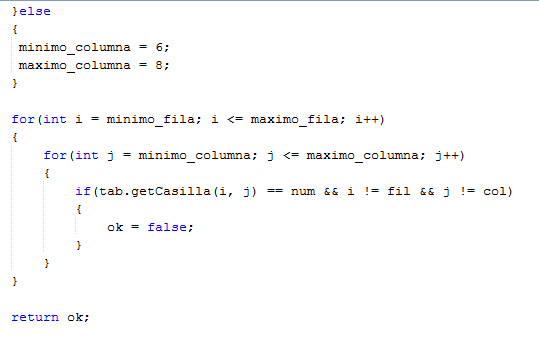 }else
{
minimo_columna = 6;
maximo_columna = 8;
}
for(int i = minimo_fila; i <= maximo_fila; i++)
{
for(int j = minimo_columna; j <= maximo_columna; j++)
{
if(tab.getCasilla(i, j) == num && i != fil && j != col)
{
ok = false;
}
}
}
return ok;